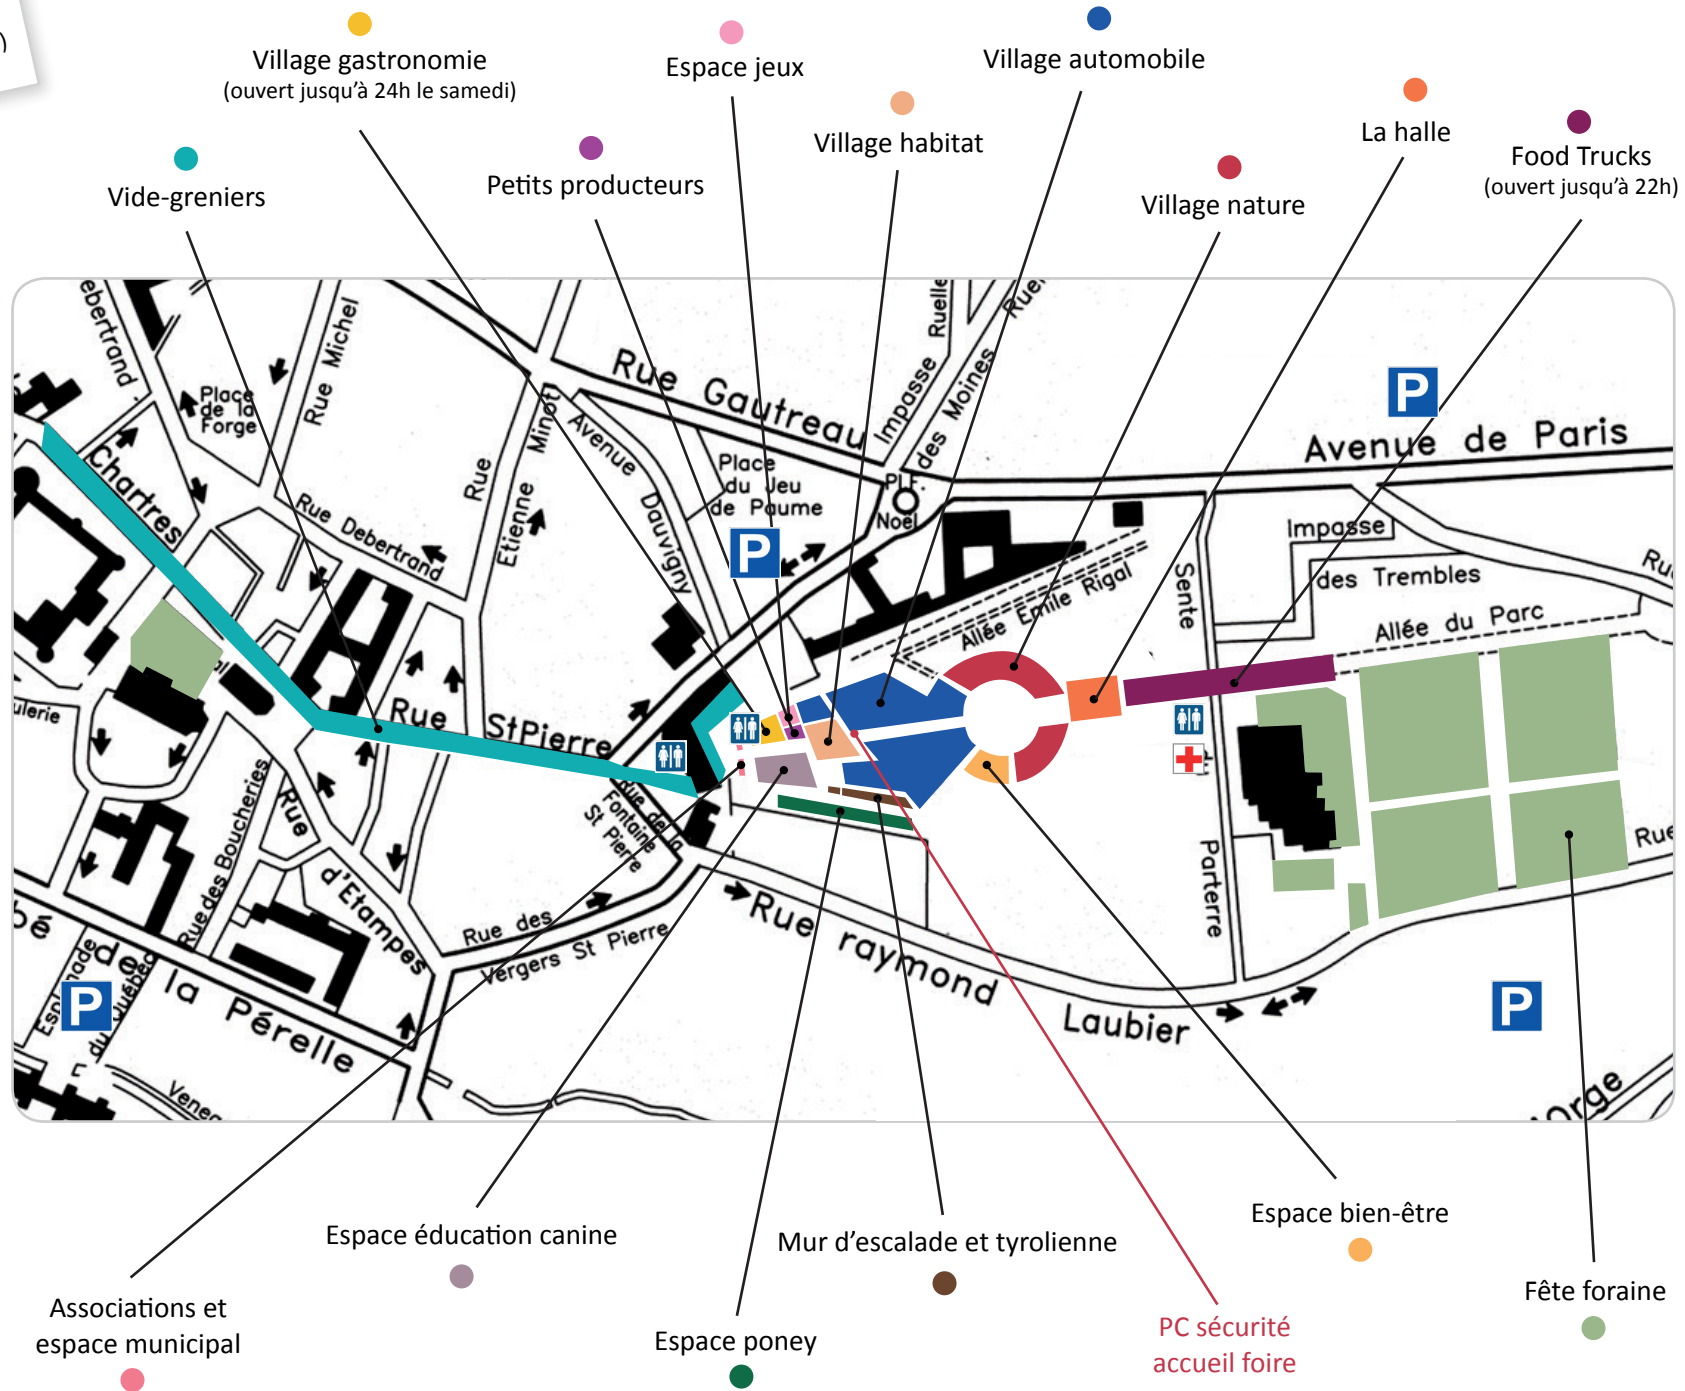 Village gastronomie
(ouvert jusqu'à 24h le samedi)
Espace jeux
Village automobile
Village habitat
La halle
Food Trucks
(ouvert jusqu'à 22h)
Vide-greniers
Petits producteurs
Village nature
Rue Michel
Place
de la
Forge
Chartres
Rue Debertrand
Rue
Etienne Minot
Avenue Dauvigny
Rue Gautreau
Impasse Ruelle
Rue
des Moines
Place
du Jeu
de Paume
P
Noël
P
Avenue de Paris
Impasse
des Trembles
Allée du Parc
Allée Emile Rigal
Sente
Parterre
Rue
Rue St Pierre
Rue de la
Fontaine
St Pierre
Rue des Boucheries
Rue
d'Etampes
Rue des
Vergers St Pierre
Rue raymond Laubier
de la Pérelle
Esplanade
du Québec
P
P
Associations et
espace municipal
Espace éducation canine
Espace poney
Mur d'escalade et tyrolienne
PC sécurité
accueil foire
Espace bien-être
Fête foraine